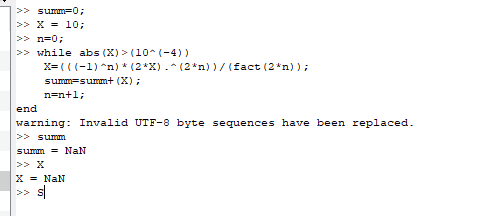 >> summ=0;
>> X = 10;
>> n=0;
>> while abs(X)>(10^(-4))
X=(((-1)^n)*(2*X).^(2*n))/(fact(2*n));
summ=summ+(X);
n=n+1;
end
warning: Invalid UTF-8 byte sequences have been replaced.
>> summ
summ = NaN
>> X
X = NaN
>> S